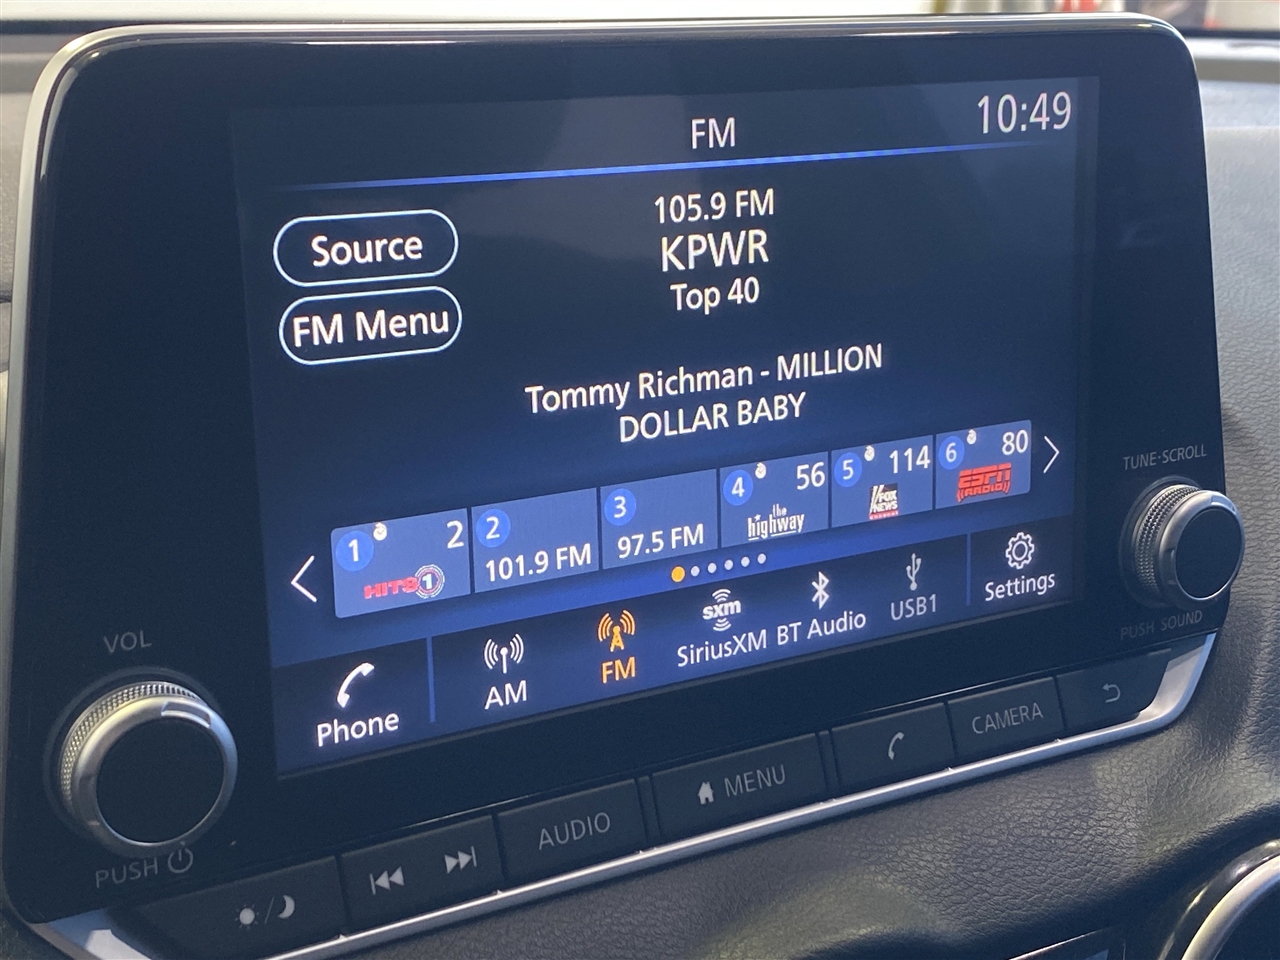 FM
10:49
Source
FM Menu
105.9 FM
KPWR
Top 40
Tommy Richman - MILLION
DOLLAR BABY
1
2
HITS1
2
101.9 FM
3
97.5 FM
4
56
the
highway
5
114
FOX
NEWS
6
80
ESPN
RADIO
Phone
AM
FM
sxm
SiriusXM
BT Audio
USB1
Settings
VOL
PUSH
TUNE·SCROLL
PUSH SOUND
AUDIO
MENU
CAMERA